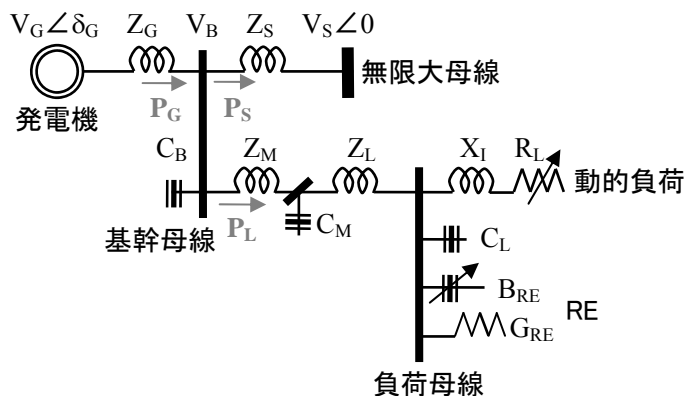 V_G∠δ_G Z_G V_B Z_S V_S∠0
無限大母線
P_G P_S
発電機
C_B Z_M Z_L X_I R_L
動的負荷
P_L C_M
基幹母線
C_L
B_RE
RE
G_RE
負荷母線